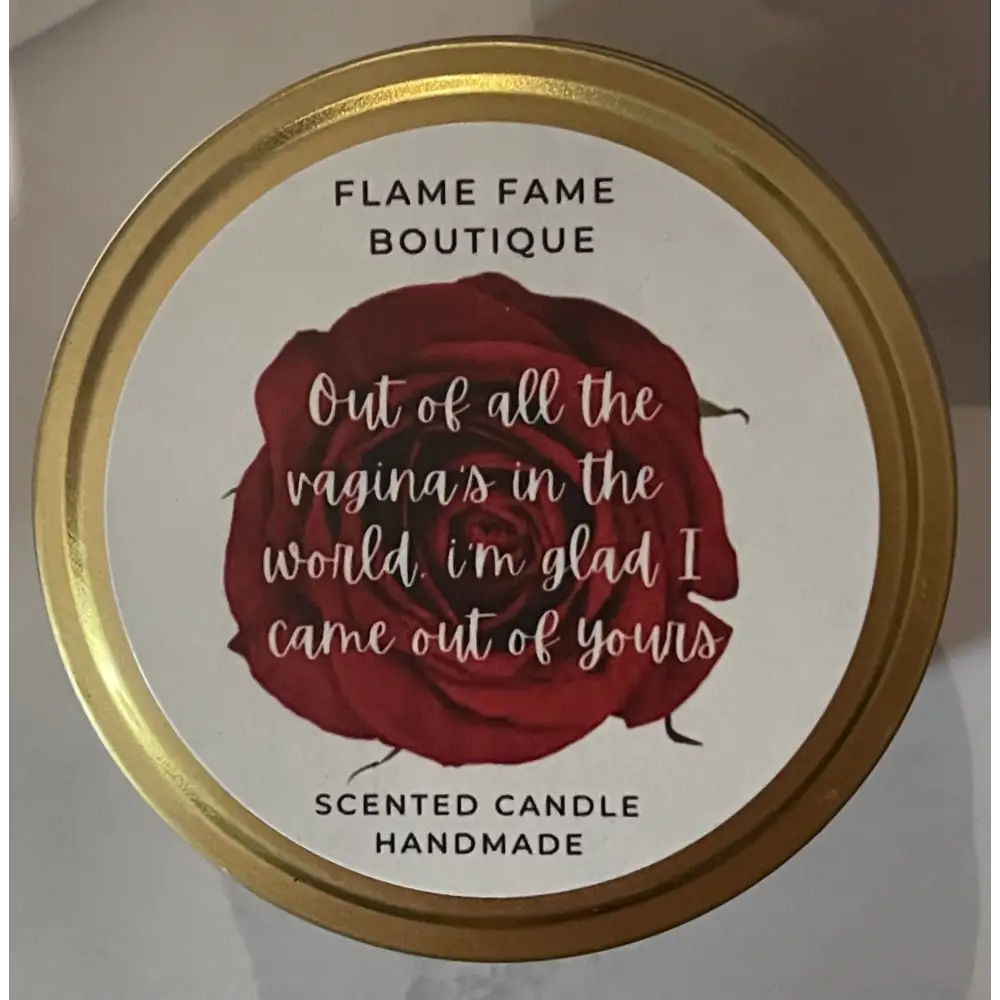 FLAME FAME
BOUTIQUE
Out of all the
vagina's in the
world. i'm glad I
came out of yours
SCENTED CANDLE
HANDMADE